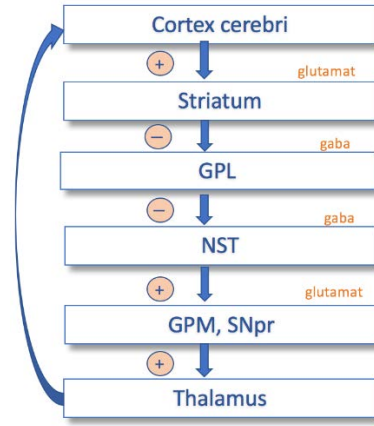 Cortex cerebri
+
glutamat
Striatum
−
gaba
GPL
−
gaba
NST
+
glutamat
GPM, SNpr
+
Thalamus